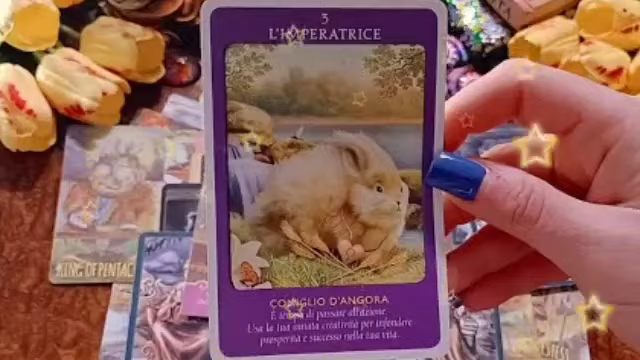 3
L'IMPERATRICE
CONIGLIO D'ANGORA
È tempo di passare all'azione.
Usa la tua innata creatività per infondere
prosperità e successo nella tua vita.
KING OF PENTAC